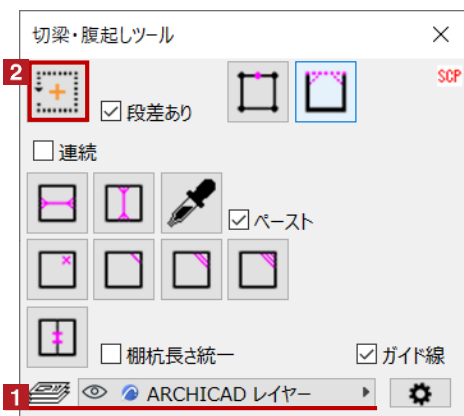 切梁・腹起しツール
2
段差あり
SCP
連続
ペースト
棚杭長さ統一
ガイド線
1
ARCHICAD レイヤー